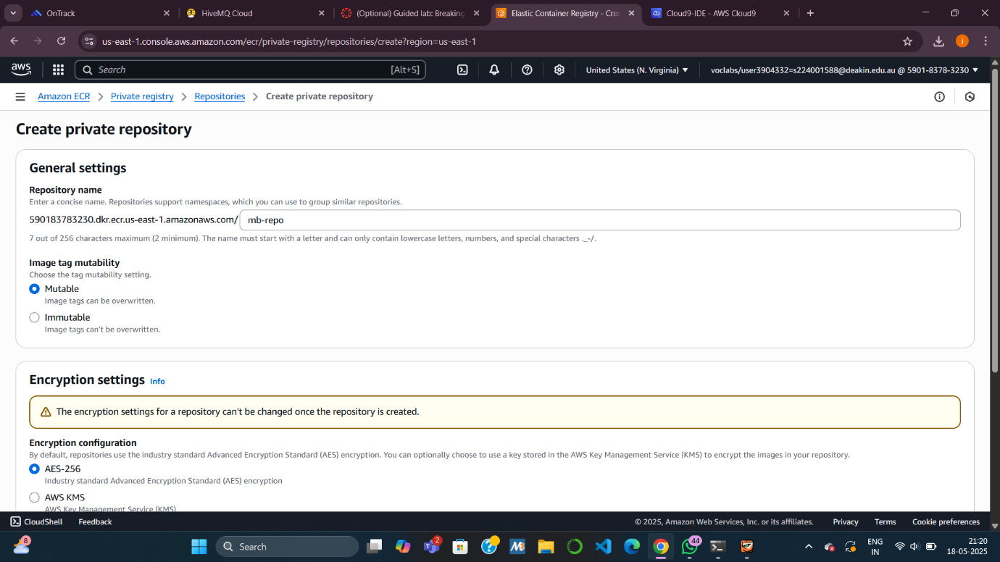 OnTrack
HiveMQ Cloud
(Optional) Guided lab: Breaking
Elastic Container Registry - Crea
Cloud9-IDE - AWS Cloud9
us-east-1.console.aws.amazon.com/ecr/private-registry/repositories/create?region=us-east-1
j
aws
Search
[Alt+S]
United States (N. Virginia)
voclabs/user3904332=s224001588@deakin.edu.au @ 5901-8378-3230
Amazon ECR
Private registry
Repositories
Create private repository
Create private repository
General settings
Repository name
Enter a concise name. Repositories support namespaces, which you can use to group similar repositories.
590183783230.dkr.ecr.us-east-1.amazonaws.com/ mb-repo
7 out of 256 characters maximum (2 minimum). The name must start with a letter and can only contain lowercase letters, numbers, and special characters ._-/.
Image tag mutability
Choose the tag mutability setting.
Mutable
Image tags can be overwritten.
Immutable
Image tags can't be overwritten.
Encryption settings Info
The encryption settings for a repository can't be changed once the repository is created.
Encryption configuration
By default, repositories use the industry standard Advanced Encryption Standard (AES) encryption. You can optionally choose to use a key stored in the AWS Key Management Service (KMS) to encrypt the images in your repository.
AES-256
Industry standard Advanced Encryption Standard (AES) encryption
AWS KMS
AWS Key Management Service (KMS)
CloudShell
Feedback
© 2025, Amazon Web Services, Inc. or its affiliates.
Privacy
Terms
Cookie preferences
8
Search
2
44
ENG
IN
21:20
18-05-2025